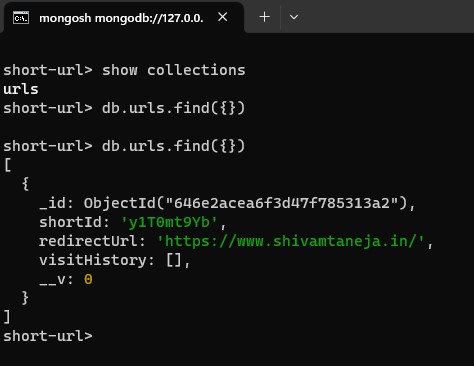 mongosh mongodb://127.0.0.
short-url> show collections
urls
short-url> db.urls.find({})
short-url> db.urls.find({})
[
  {
    _id: ObjectId("646e2acea6f3d47f785313a2"),
    shortId: 'y1T0mt9Yb',
    redirectUrl: 'https://www.shivamtaneja.in/',
    visitHistory: [],
    __v: 0
  }
]
short-url>